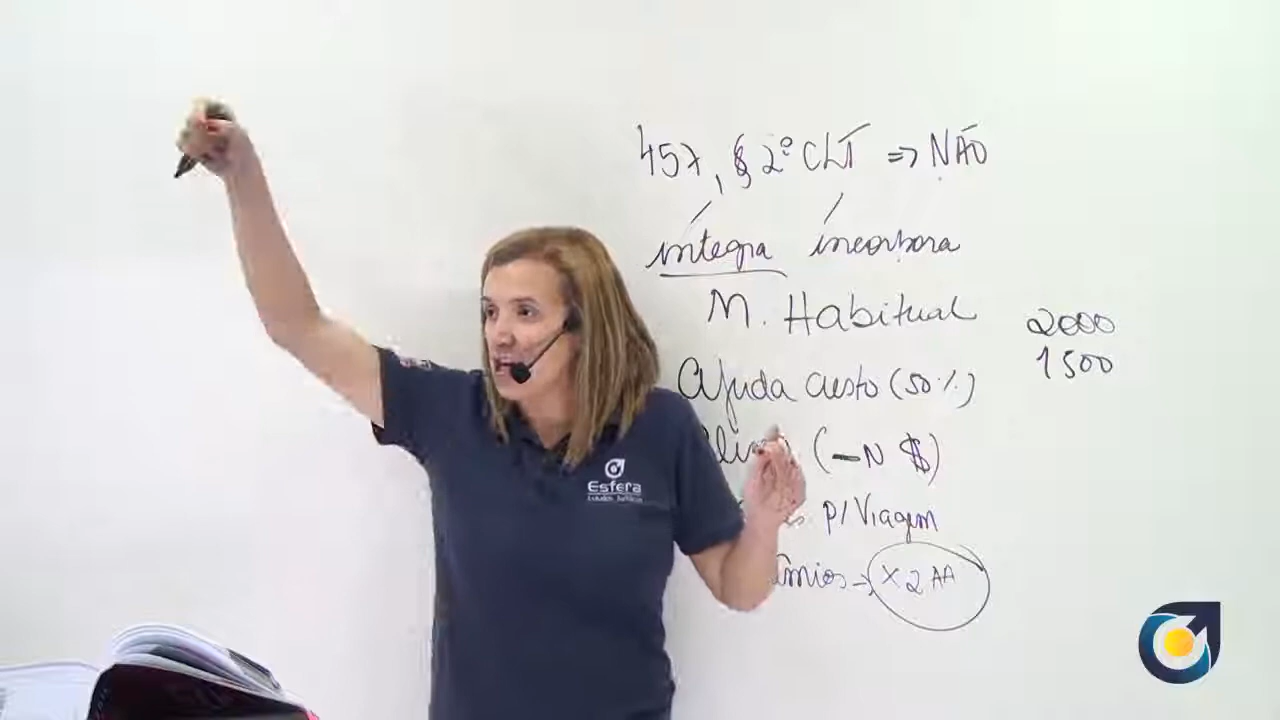 457, § 2º CLT => NÃO
integra incorpora
M. Habitual
2000
1500
Ajuda Custo (50%)
(-N $)
p/ Viagem
X 2 AA
Esfera